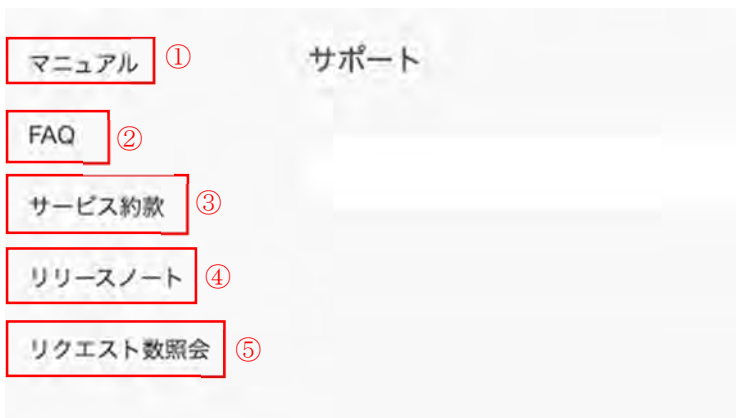 マニュアル ①
サポート
FAQ ②
サービス約款 ③
リリースノート ④
リクエスト数照会 ⑤